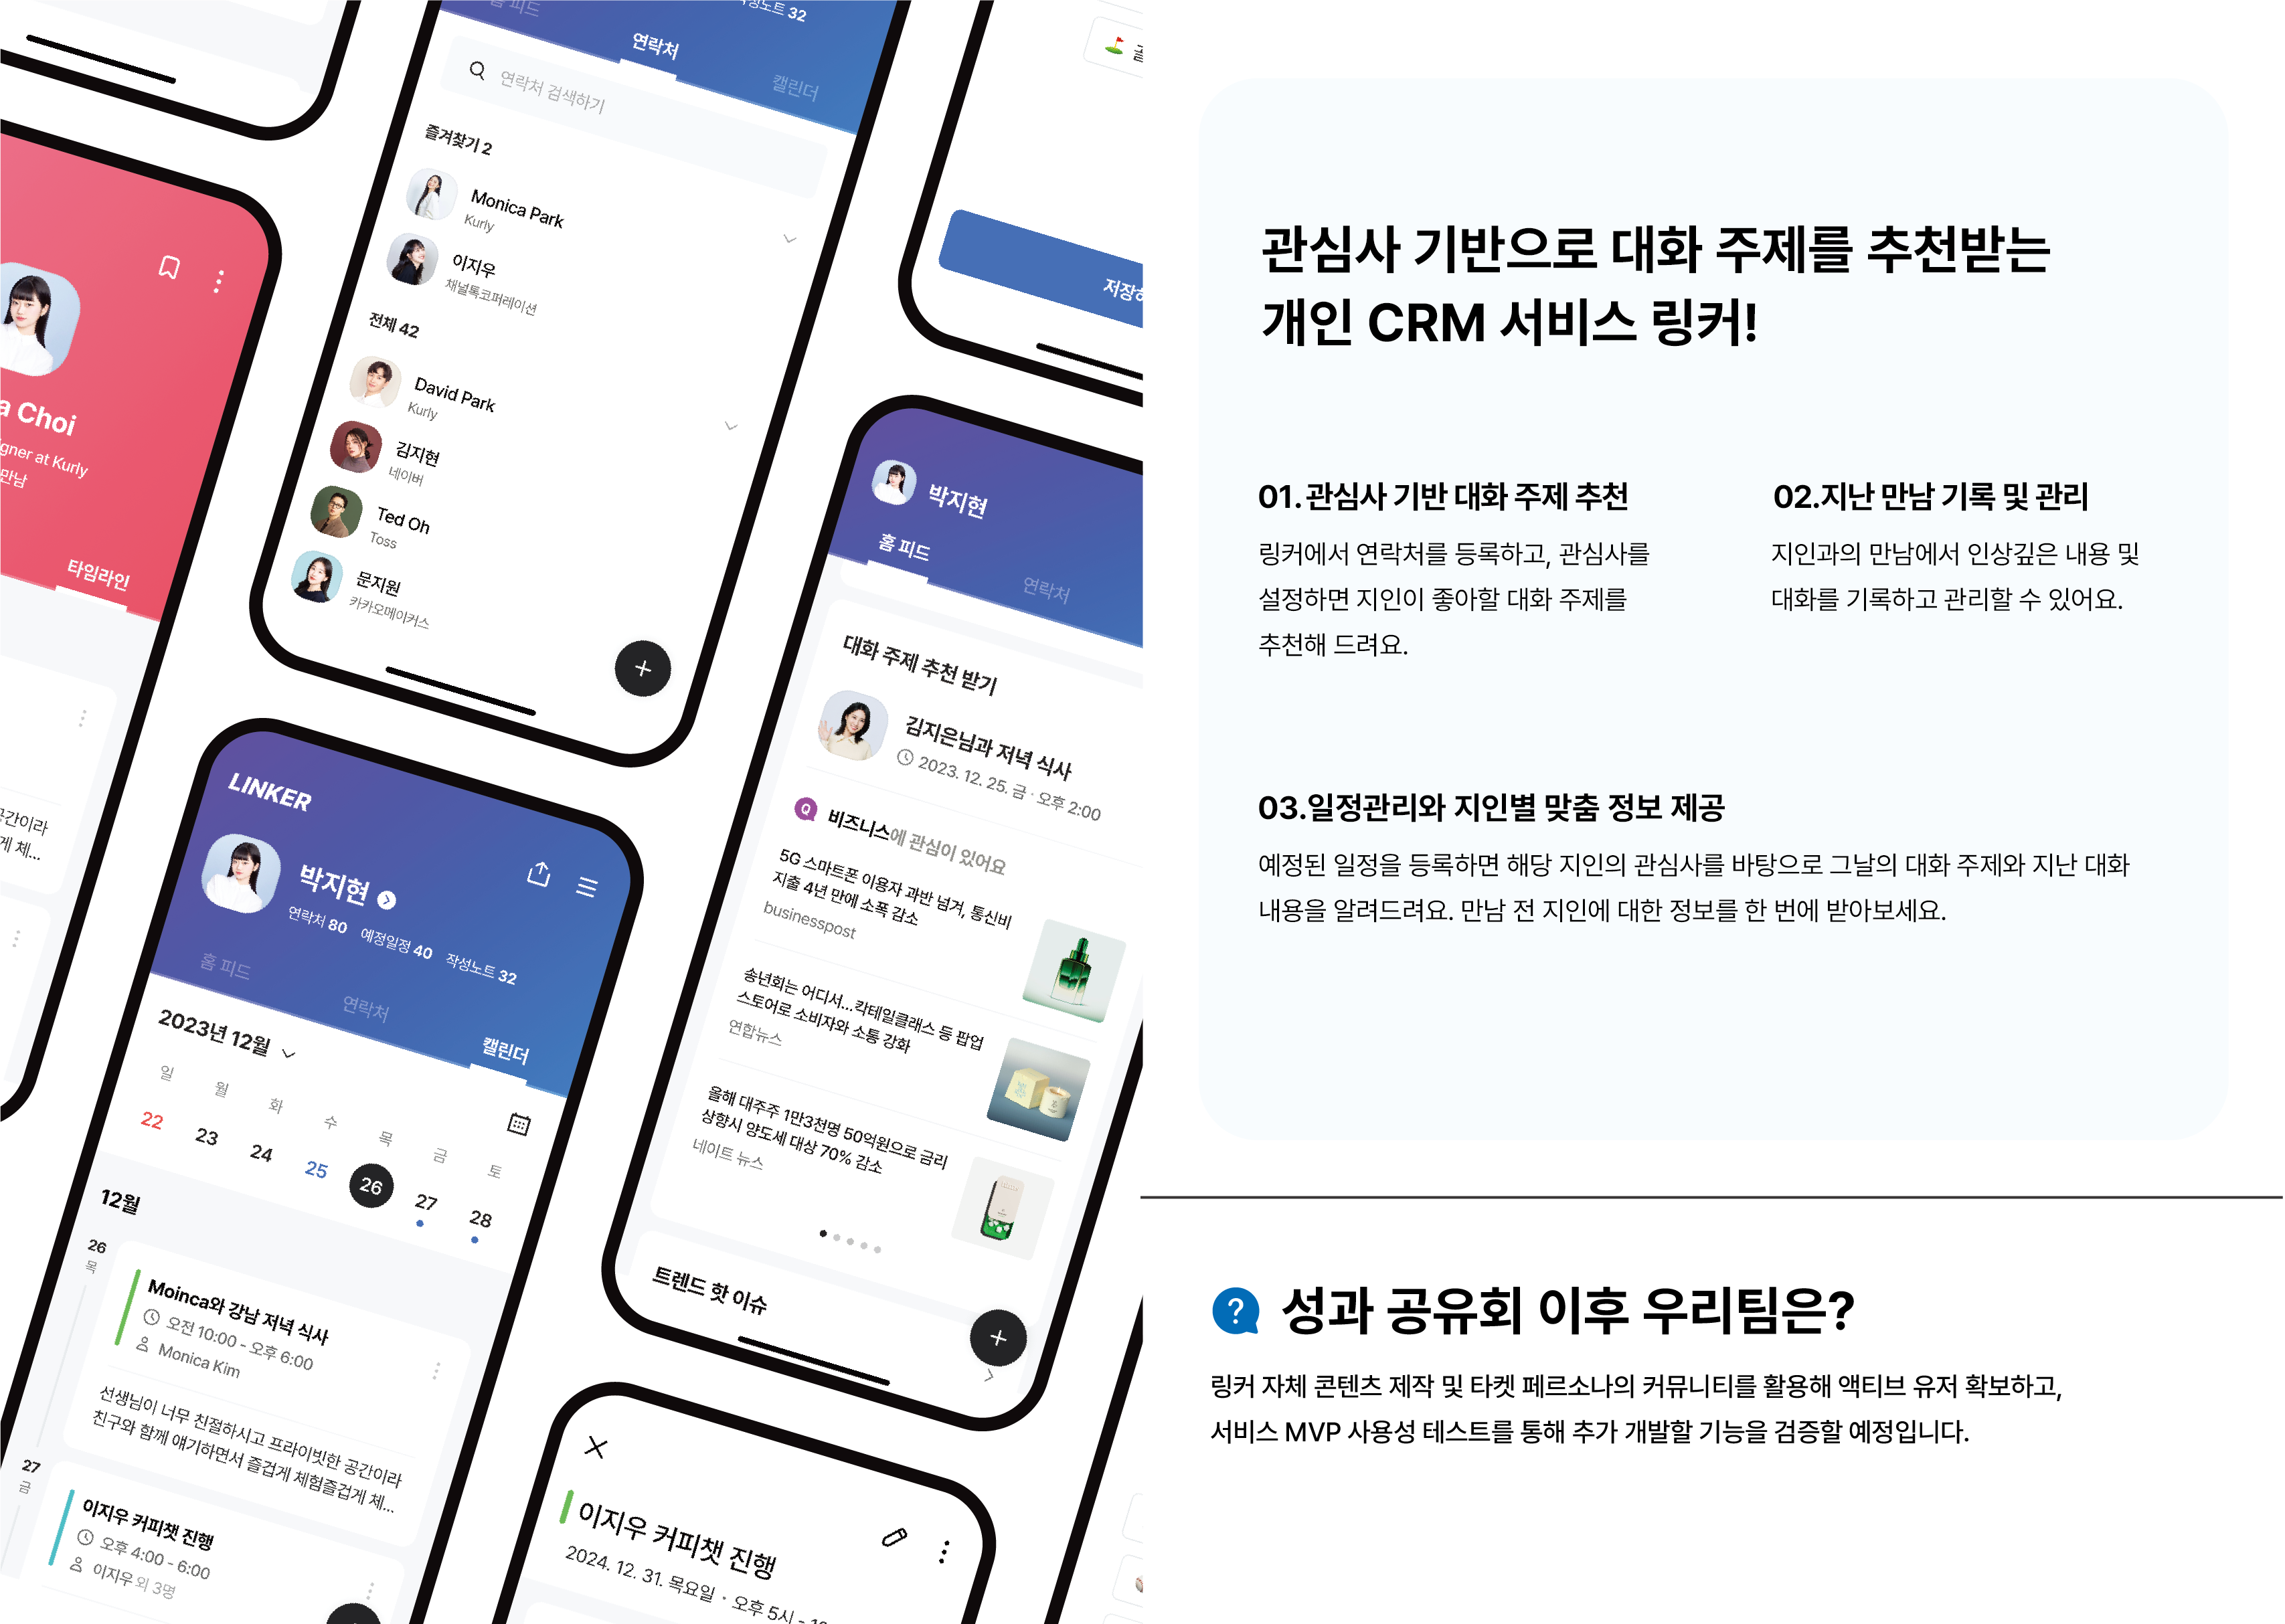 작성노트 32
연락처
캘린더
연락처 검색하기
즐겨찾기 2
Monica Park
Kurly
이지우
채널톡코퍼레이션
전체 42
David Park
Kurly
김지현
네이버
Ted Oh
Toss
문지원
카카오메이커스
a Choi
gner at Kurly
만남
타임라인
공간이라
게 체...
LINKER
박지현
연락처 80 예정일정 40 작성노트 32
홈 피드
연락처
캘린더
2023년 12월
일 월 화 수 목 금 토
22 23 24 25 26 27 28
12월
26
목
Moinca와 강남 저녁 식사
오전 10:00 - 오후 6:00
Monica Kim
선생님이 너무 친절하시고 프라이빗한 공간이라
친구와 함께 얘기하면서 즐겁게 체험즐겁게 체...
27
금
이지우 커피챗 진행
오후 4:00 - 6:00
이지우 외 3명
박지현
홈 피드
연락처
대화 주제 추천 받기
김지은님과 저녁 식사
2023. 12. 25. 금 · 오후 2:00
Q
비즈니스에 관심이 있어요
5G 스마트폰 이용자 과반 넘겨, 통신비
지출 4년 만에 소폭 감소
businesspost
송년회는 어디서...칵테일클래스 등 팝업
스토어로 소비자와 소통 강화
연합뉴스
올해 대주주 1만3천명 50억원으로 금리
상향시 양도세 대상 70% 감소
네이트 뉴스
트렌드 핫 이슈
이지우 커피챗 진행
2024. 12. 31. 목요일 · 오후 5시 -
관심사 기반으로 대화 주제를 추천받는
개인 CRM 서비스 링커!
01.관심사 기반 대화 주제 추천
링커에서 연락처를 등록하고, 관심사를
설정하면 지인이 좋아할 대화 주제를
추천해 드려요.
02.지난 만남 기록 및 관리
지인과의 만남에서 인상깊은 내용 및
대화를 기록하고 관리할 수 있어요.
03.일정관리와 지인별 맞춤 정보 제공
예정된 일정을 등록하면 해당 지인의 관심사를 바탕으로 그날의 대화 주제와 지난 대화
내용을 알려드려요. 만남 전 지인에 대한 정보를 한 번에 받아보세요.
? 성과 공유회 이후 우리팀은?
링커 자체 콘텐츠 제작 및 타켓 페르소나의 커뮤니티를 활용해 액티브 유저 확보하고,
서비스 MVP 사용성 테스트를 통해 추가 개발할 기능을 검증할 예정입니다.